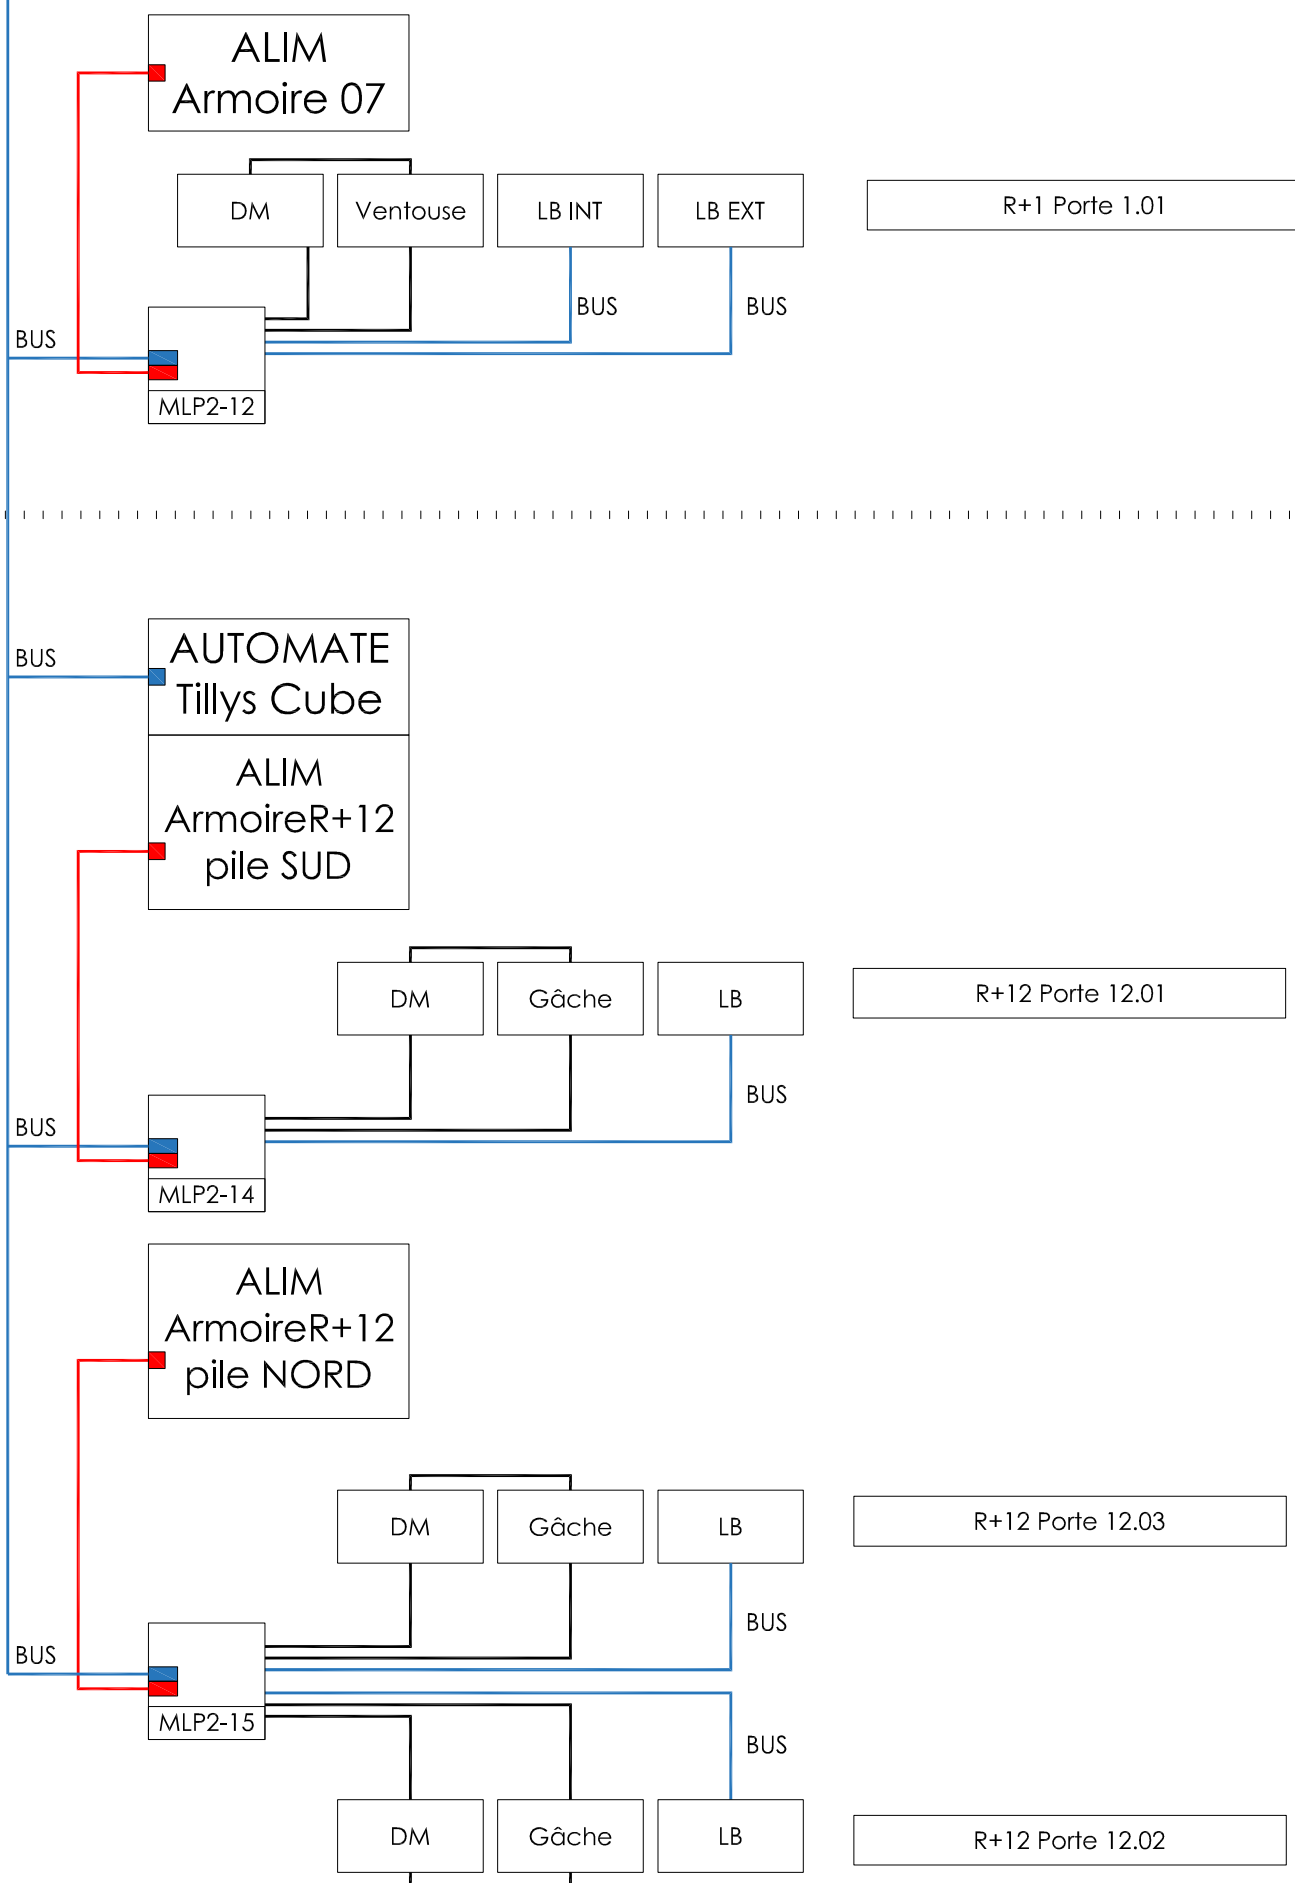 ALIM
Armoire 07
DM
Ventouse
LB INT
LB EXT
R+1 Porte 1.01
BUS
BUS
BUS
MLP2-12
BUS
AUTOMATE
Tillys Cube
ALIM
ArmoireR+12
pile SUD
DM
Gâche
LB
R+12 Porte 12.01
BUS
BUS
MLP2-14
ALIM
ArmoireR+12
pile NORD
DM
Gâche
LB
R+12 Porte 12.03
BUS
BUS
MLP2-15
BUS
DM
Gâche
LB
R+12 Porte 12.02